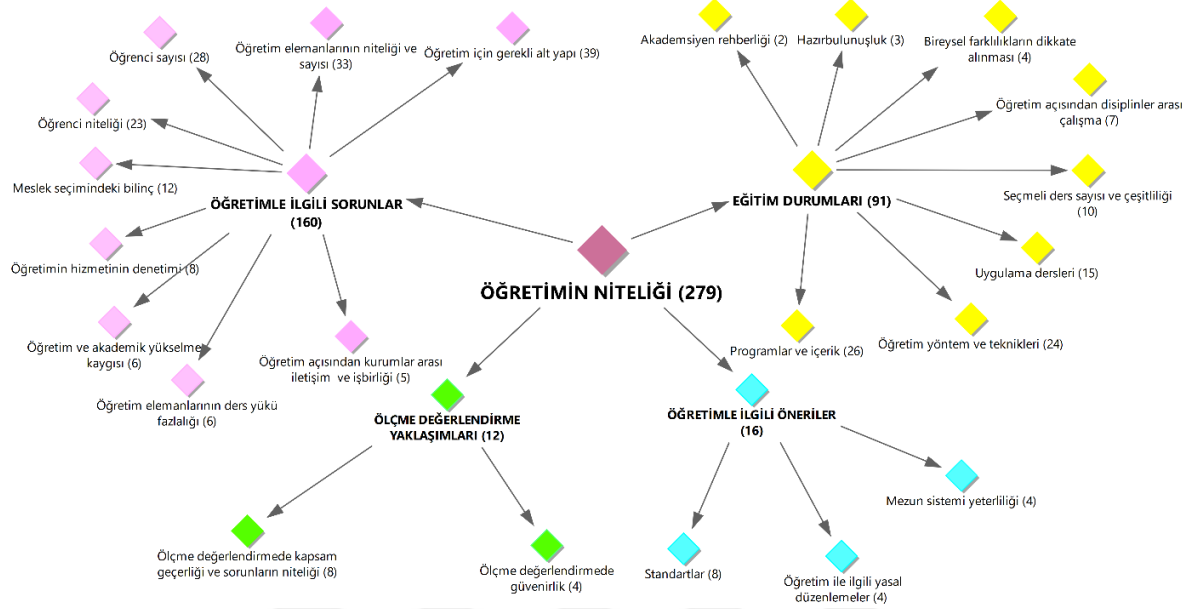 Öğrenci sayısı (28)
Öğretim elemanlarının niteliği ve
sayısı (33)
Öğretim için gerekli alt yapı (39)
Öğrenci niteliği (23)
Meslek seçimindeki bilinç (12)
ÖĞRETİMLE İLGİLİ SORUNLAR
(160)
Öğretimin hizmetinin denetimi (8)
Öğretim ve akademik yükselme
kaygısı (6)
Öğretim elemanlarının ders yükü
fazlalığı (6)
Öğretim açısından kurumlar arası
iletişim ve işbirliği (5)
Akademsiyen rehberliği (2)
Hazırbulunuşluk (3)
Bireysel farklılıkların dikkate
alınması (4)
Öğretim açısından disiplinler arası
çalışma (7)
EĞİTİM DURUMLARI (91)
Seçmeli ders sayısı ve çeşitliliği
(10)
Uygulama dersleri (15)
Öğretim yöntem ve teknikleri (24)
Programlar ve içerik (26)
ÖĞRETİMİN NİTELİĞİ (279)
ÖLÇME DEĞERLENDİRME
YAKLAŞIMLARI (12)
Ölçme değerlendirmede kapsam
geçerliği ve sorunların niteliği (8)
Ölçme değerlendirmede
güvenirlik (4)
ÖĞRETİMLE İLGİLİ ÖNERİLER
(16)
Mezun sistemi yeterliliği (4)
Standartlar (8)
Öğretim ile ilgili yasal
düzenlemeler (4)